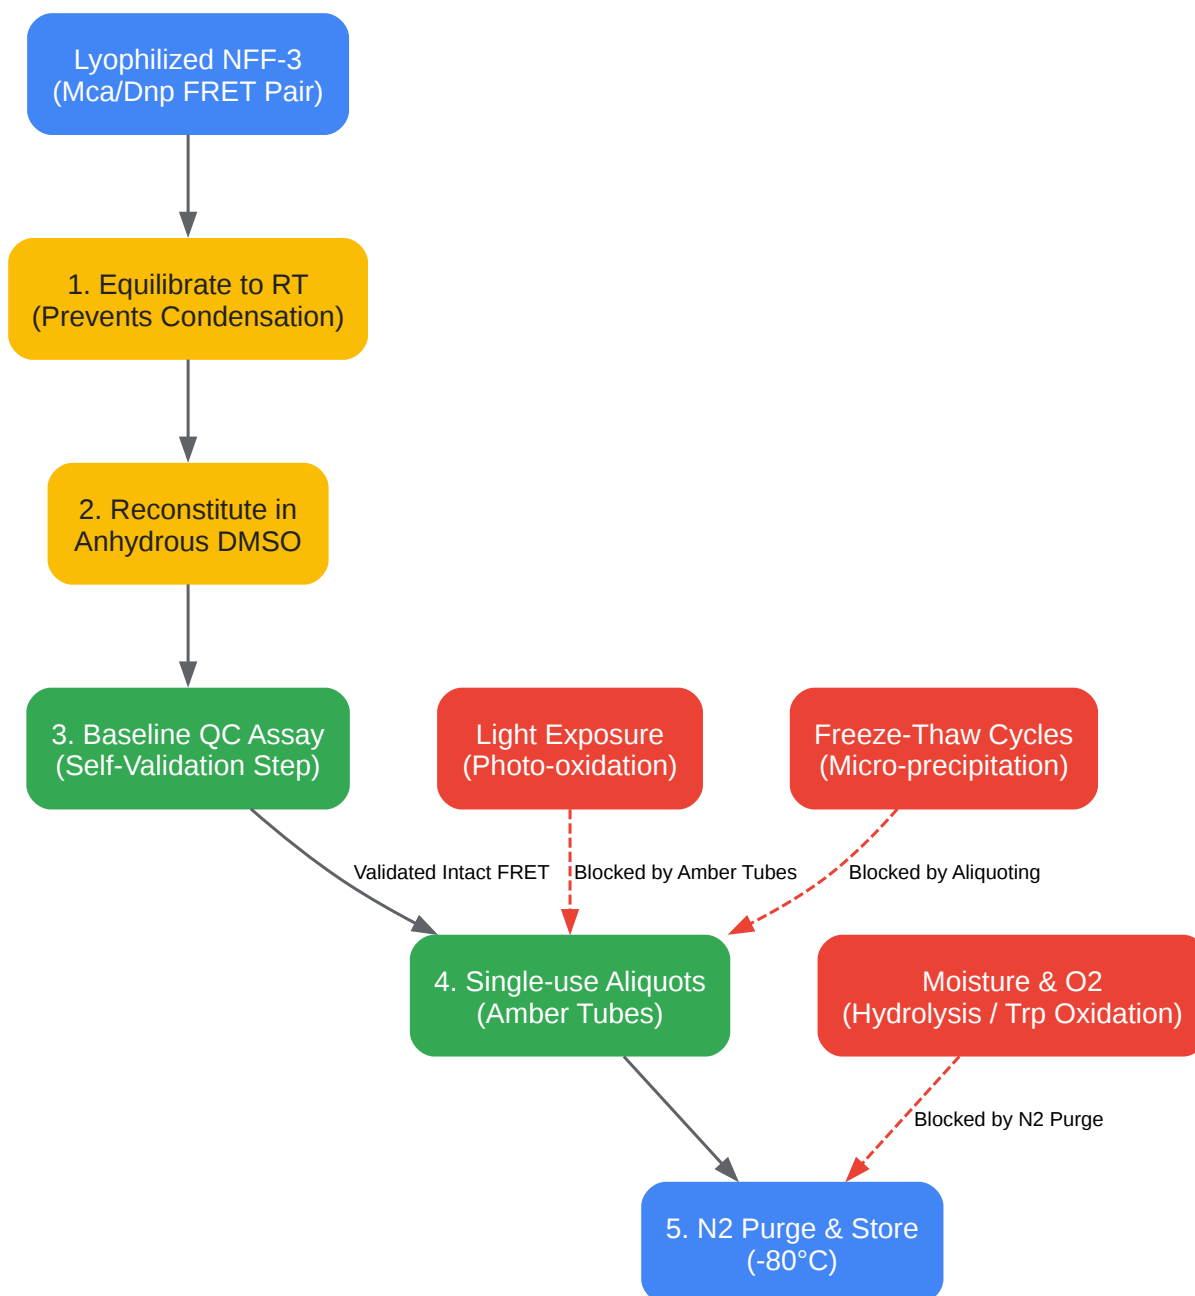 Lyophilized NFF-3
(Mca/Dnp FRET Pair)
1. Equilibrate to RT
(Prevents Condensation)
2. Reconstitute in
Anhydrous DMSO
3. Baseline QC Assay
(Self-Validation Step)
Light Exposure
(Photo-oxidation)
Freeze-Thaw Cycles
(Micro-precipitation)
Validated Intact FRET
Blocked by Amber Tubes
Blocked by Aliquoting
4. Single-use Aliquots
(Amber Tubes)
Moisture & O2
(Hydrolysis / Trp Oxidation)
Blocked by N2 Purge
5. N2 Purge & Store
(-80°C)